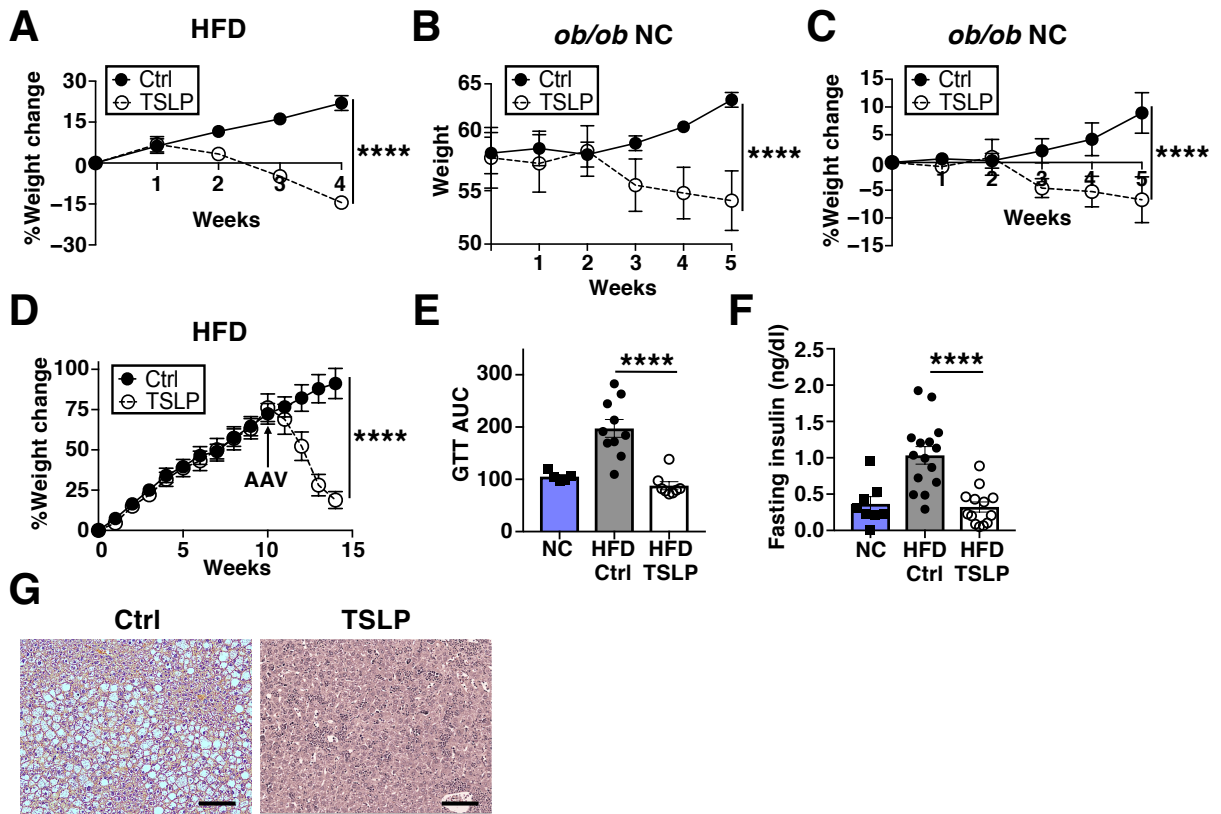 A
HFD
%Weight change
30
15
0
−15
−30
Ctrl
TSLP
1
2
3
4
Weeks
****
B
ob/ob NC
Weight
65
60
55
50
Ctrl
TSLP
1
2
3
4
5
Weeks
****
C
ob/ob NC
%Weight change
15
10
5
0
−5
−10
−15
Ctrl
TSLP
1
2
3
4
5
Weeks
****
D
HFD
%Weight change
100
75
50
25
0
Ctrl
TSLP
AAV
0
5
10
15
Weeks
****
E
GTT AUC
300
200
100
0
****
NC
HFD
Ctrl
HFD
TSLP
F
Fasting insulin (ng/dl)
2.5
2.0
1.5
1.0
0.5
0.0
****
NC
HFD
Ctrl
HFD
TSLP
G
Ctrl
TSLP